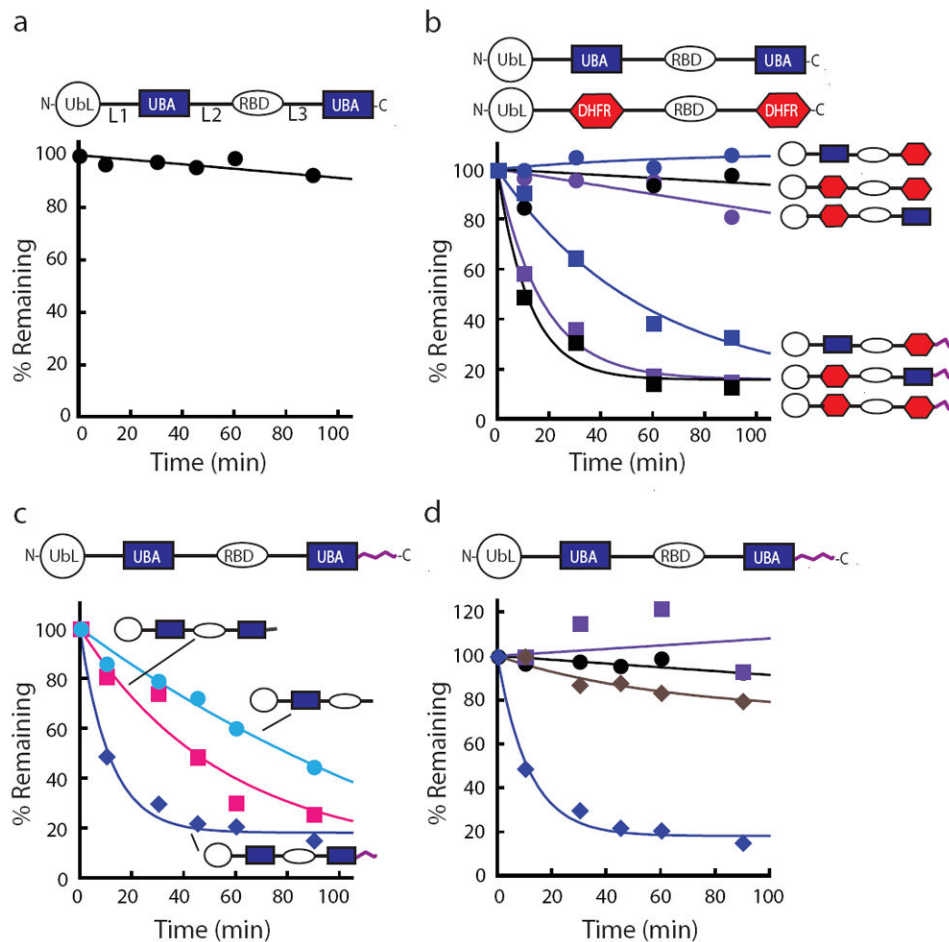 a
N- UbL L1 UBA L2 RBD L3 UBA -C
100
80
60
40
20
0
% Remaining
0 20 40 60 80 100
Time (min)
b
N- UbL UBA RBD UBA -C
N- UbL DHFR RBD DHFR -C
100
80
60
40
20
0
% Remaining
0 20 40 60 80 100
Time (min)
c
N- UbL UBA RBD UBA -C
100
80
60
40
20
0
% Remaining
0 20 40 60 80 100
Time (min)
d
N- UbL UBA RBD UBA -C
120
100
80
60
40
20
0
% Remaining
0 20 40 60 80 100
Time (min)